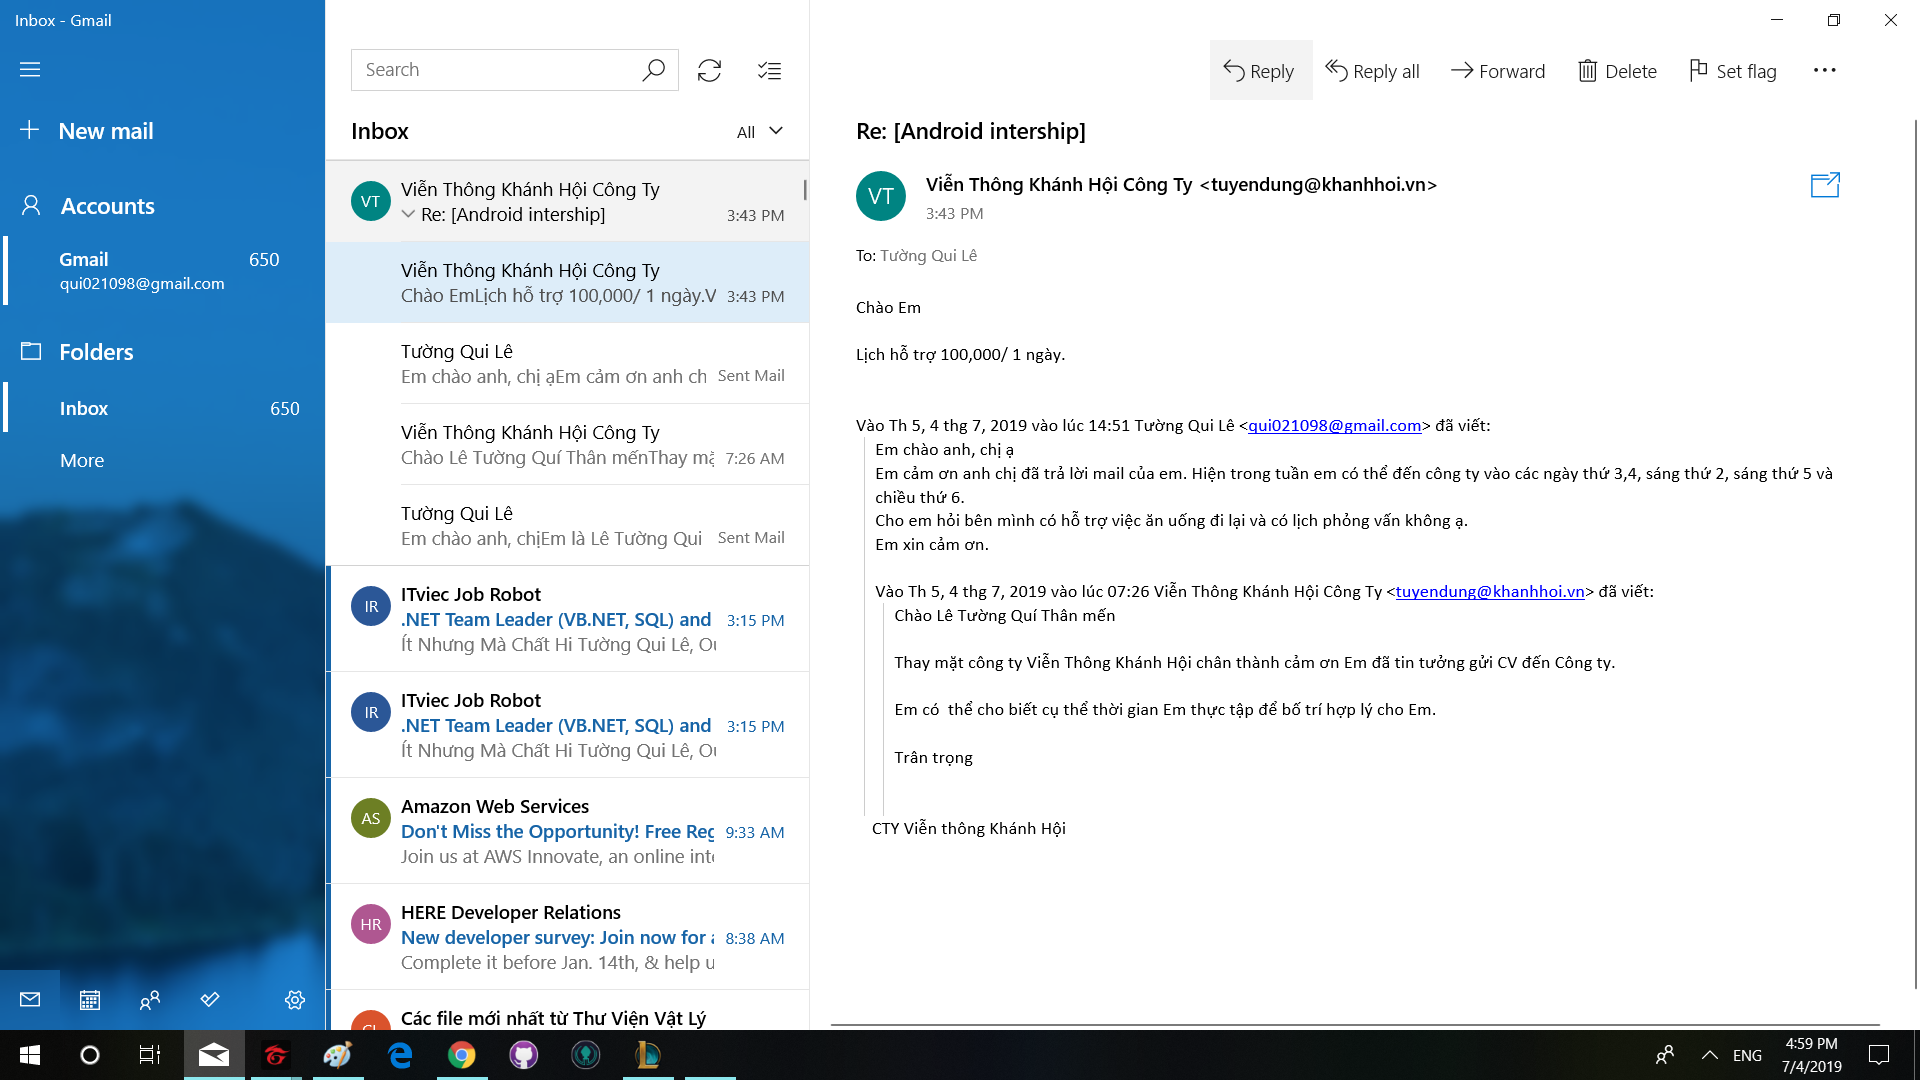 Inbox - Gmail
New mail
Accounts
Gmail 650
qui021098@gmail.com
Folders
Inbox 650
More
Search
Inbox All
VT
Viễn Thông Khánh Hội Công Ty
Re: [Android intership] 3:43 PM
Viễn Thông Khánh Hội Công Ty
Chào EmLịch hỗ trợ 100,000/ 1 ngày.V 3:43 PM
Tường Qui Lê
Em chào anh, chị ạEm cảm ơn anh ch Sent Mail
Viễn Thông Khánh Hội Công Ty
Chào Lê Tường Quí Thân mếnThay mặ 7:26 AM
Tường Qui Lê
Em chào anh, chịEm là Lê Tường Qui Sent Mail
IR
ITviec Job Robot
.NET Team Leader (VB.NET, SQL) and 3:15 PM
Ít Nhưng Mà Chất Hi Tường Qui Lê, Ou
IR
ITviec Job Robot
.NET Team Leader (VB.NET, SQL) and 3:15 PM
Ít Nhưng Mà Chất Hi Tường Qui Lê, Ou
AS
Amazon Web Services
Don't Miss the Opportunity! Free Reg 9:33 AM
Join us at AWS Innovate, an online inte
HR
HERE Developer Relations
New developer survey: Join now for a 8:38 AM
Complete it before Jan. 14th, & help u
Các file mới nhất từ Thư Viện Vật Lý
Reply Reply all Forward Delete Set flag
Re: [Android intership]
VT
Viễn Thông Khánh Hội Công Ty <tuyendung@khanhhoi.vn>
3:43 PM
To: Tường Qui Lê
Chào Em
Lịch hỗ trợ 100,000/ 1 ngày.
Vào Th 5, 4 thg 7, 2019 vào lúc 14:51 Tường Qui Lê <qui021098@gmail.com> đã viết:
Em chào anh, chị ạ
Em cảm ơn anh chị đã trả lời mail của em. Hiện trong tuần em có thể đến công ty vào các ngày thứ 3,4, sáng thứ 2, sáng thứ 5 và
chiều thứ 6.
Cho em hỏi bên mình có hỗ trợ việc ăn uống đi lại và có lịch phỏng vấn không ạ.
Em xin cảm ơn.
Vào Th 5, 4 thg 7, 2019 vào lúc 07:26 Viễn Thông Khánh Hội Công Ty <tuyendung@khanhhoi.vn> đã viết:
Chào Lê Tường Quí Thân mến
Thay mặt công ty Viễn Thông Khánh Hội chân thành cảm ơn Em đã tin tưởng gửi CV đến Công ty.
Em có  thể cho biết cụ thể thời gian Em thực tập để bố trí hợp lý cho Em.
Trân trọng
CTY Viễn thông Khánh Hội
ENG
4:59 PM
7/4/2019